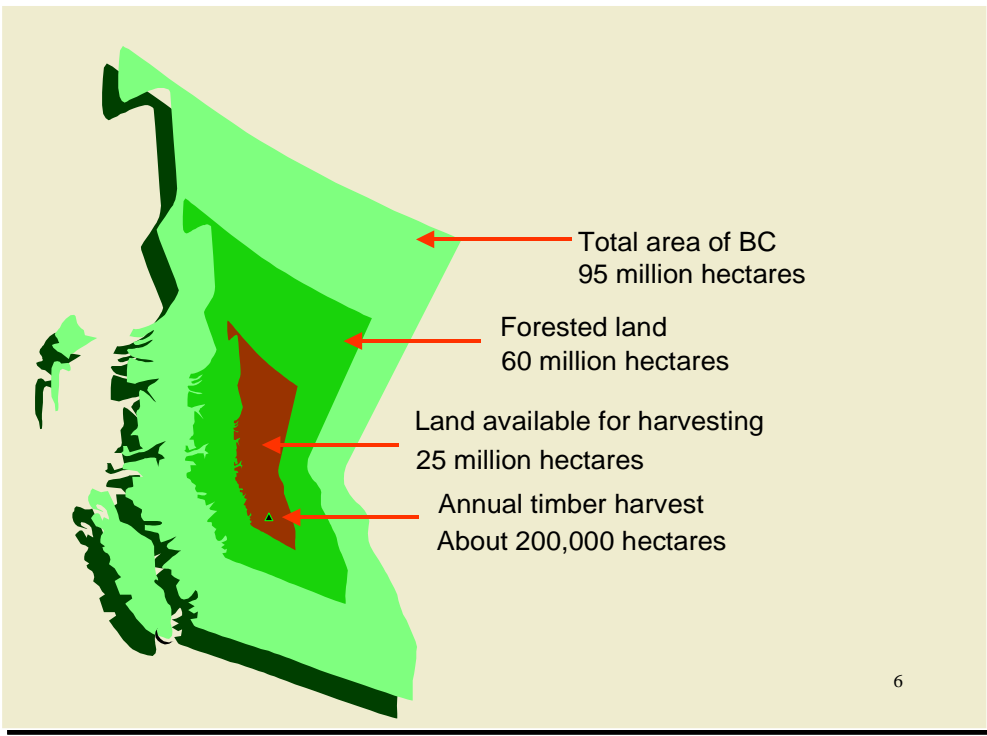 Total area of BC
95 million hectares
Forested land
60 million hectares
Land available for harvesting
25 million hectares
Annual timber harvest
About 200,000 hectares
6